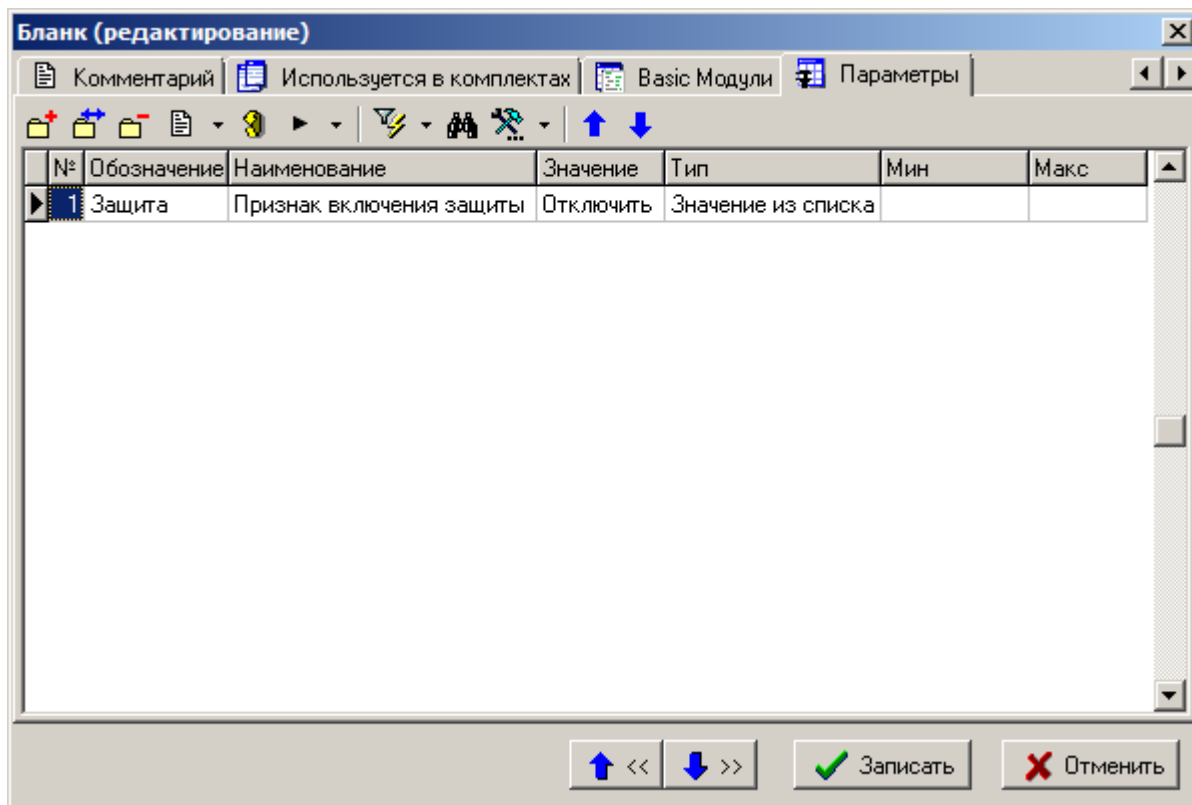 Бланк (редактирование)
Комментарий Используется в комплектах Basic Модули Параметры
№ Обозначение Наименование Значение Тип Мин Макс
1 Защита Признак включения защиты Отключить Значение из списка
<< >> Записать Отменить